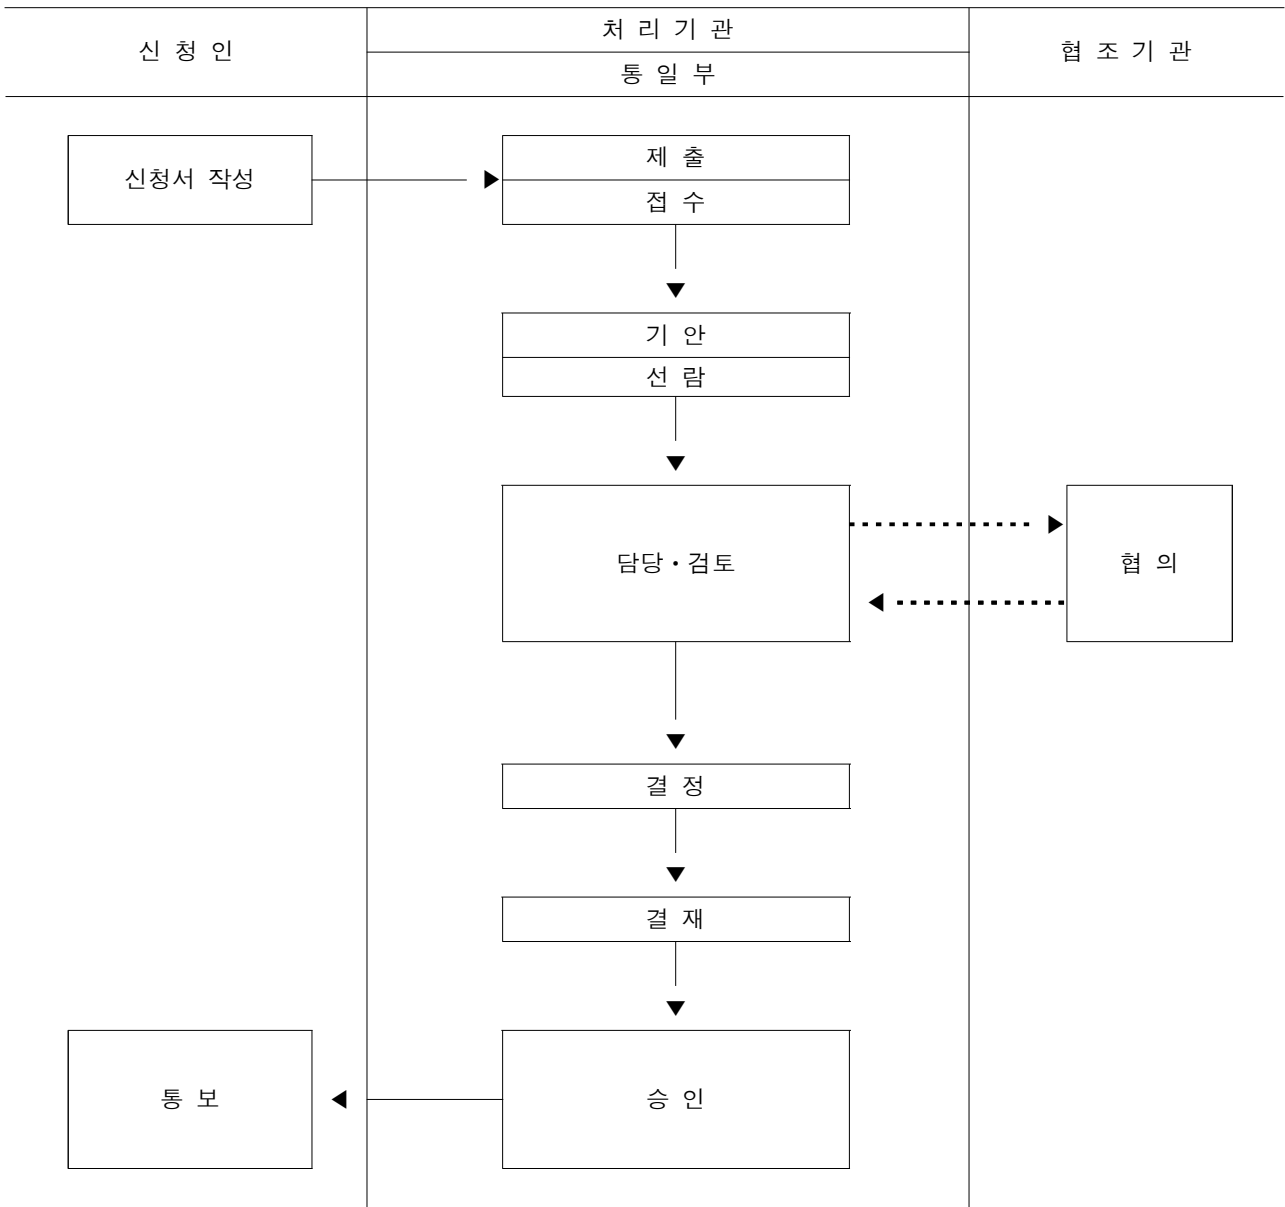 신 청 인
처 리 기 관
통 일 부
협 조 기 관
신청서 작성
제 출
접 수
기 안
선 람
담당·검토
협 의
결 정
결 재
통 보
승 인